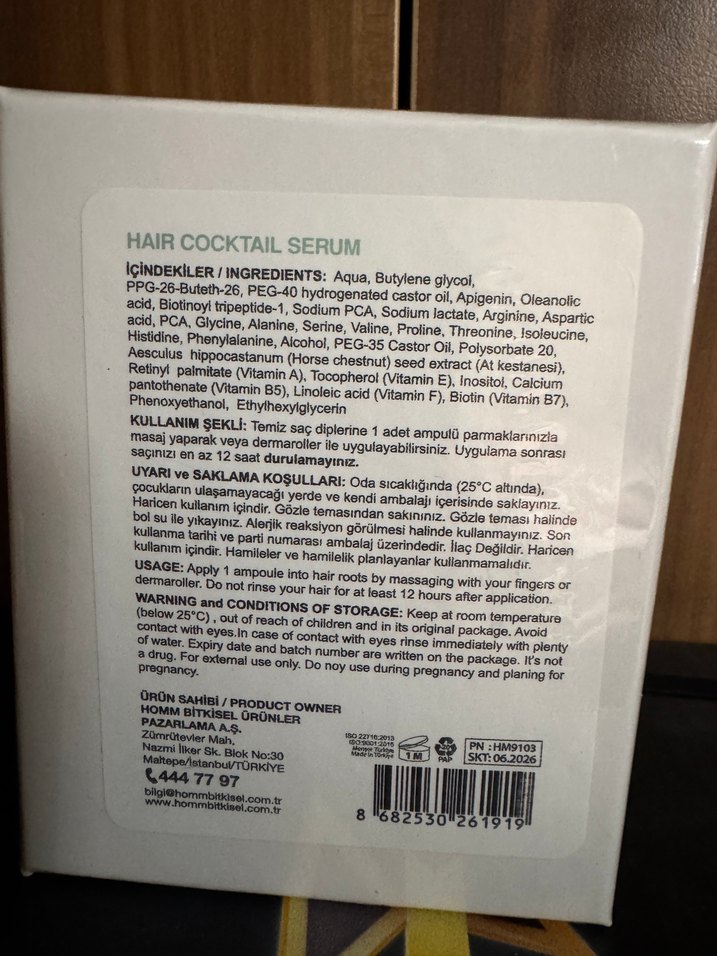 HAIR COCKTAIL SERUM
İÇİNDEKİLER / INGREDIENTS: Aqua, Butylene glycol,
PPG-26-Buteth-26, PEG-40 hydrogenated castor oil, Apigenin, Oleanolic
acid, Biotinoyl tripeptide-1, Sodium PCA, Sodium lactate, Arginine, Aspartic
acid, PCA, Glycine, Alanine, Serine, Valine, Proline, Threonine, Isoleucine,
Histidine, Phenylalanine, Alcohol, PEG-35 Castor Oil, Polysorbate 20,
Aesculus hippocastanum (Horse chestnut) seed extract (At kestanesi),
Retinyl palmitate (Vitamin A), Tocopherol (Vitamin E), Inositol, Calcium
pantothenate (Vitamin B5), Linoleic acid (Vitamin F), Biotin (Vitamin B7),
Phenoxyethanol, Ethylhexylglycerin
KULLANIM ŞEKLİ: Temiz saç diplerine 1 adet ampulü parmaklarınızla
masaj yaparak veya dermaroller ile uygulayabilirsiniz. Uygulama sonrası
saçınızı en az 12 saat durulamayınız.
UYARI ve SAKLAMA KOŞULLARI: Oda sıcaklığında (25°C altında),
çocukların ulaşamayacağı yerde ve kendi ambalajı içerisinde saklayınız.
Haricen kullanım içindir. Gözle temasından sakınınız. Gözle teması halinde
bol su ile yıkayınız. Alerjik reaksiyon görülmesi halinde kullanmayınız. Son
kullanma tarihi ve parti numarası ambalaj üzerindedir. İlaç Değildir. Haricen
kullanım içindir. Hamileler ve hamilelik planlayanlar kullanmamalıdır.
USAGE: Apply 1 ampoule into hair roots by massaging with your fingers or
dermaroller. Do not rinse your hair for at least 12 hours after application.
WARNING and CONDITIONS OF STORAGE: Keep at room temperature
(below 25°C) , out of reach of children and in its original package. Avoid
contact with eyes.In case of contact with eyes rinse immediately with plenty
of water. Expiry date and batch number are written on the package. It's not
a drug. For external use only. Do noy use during pregnancy and planing for
pregnancy.
ÜRÜN SAHİBİ / PRODUCT OWNER
HOMM BİTKİSEL ÜRÜNLER
PAZARLAMA A.Ş.
Zümrütevler Mah,
Nazmi İlker Sk. Blok No:30
Maltepe/İstanbul/TÜRKİYE
444 77 97
bilgi@hommbitkisel.com.tr
www.hommbitkisel.com.tr
ISO 22716:2013
ISO 9001:2015
Menşei Türkiye
Made in Türkiye
1 M
20
PAP
PN : HM9103
SKT: 06.2026
8 682530 261919